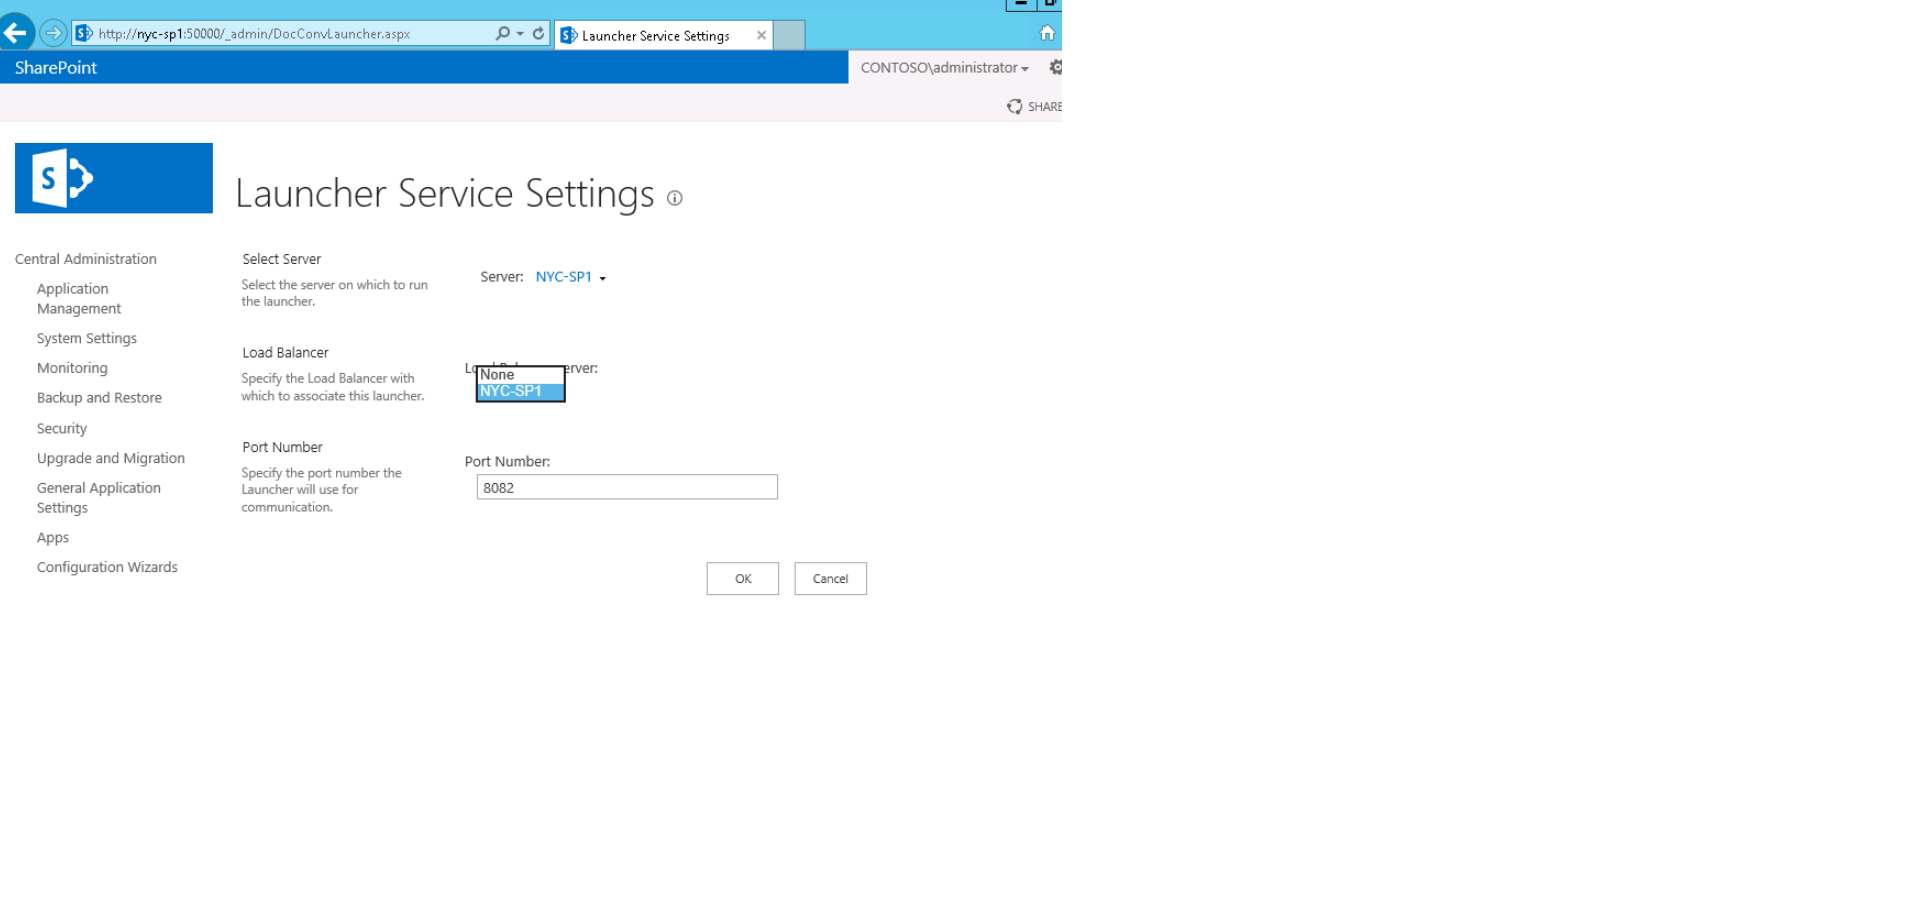 http://nyc-sp1:50000/_admin/DocConvLauncher.aspx
Launcher Service Settings
SharePoint
CONTOSO\administrator
SHARE
S
Launcher Service Settings
Central Administration
Application
Management
System Settings
Monitoring
Backup and Restore
Security
Upgrade and Migration
General Application
Settings
Apps
Configuration Wizards
Select Server
Select the server on which to run
the launcher.
Server: NYC-SP1
Load Balancer
Specify the Load Balancer with
which to associate this launcher.
None
NYC-SP1
Port Number
Specify the port number the
Launcher will use for
communication.
Port Number:
8082
OK
Cancel